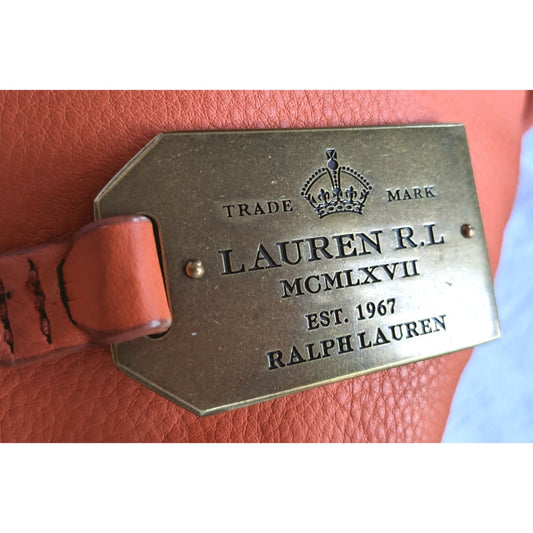 TRADE MARK
LAUREN R.L
MCMLXVII
EST. 1967
RALPH LAUREN